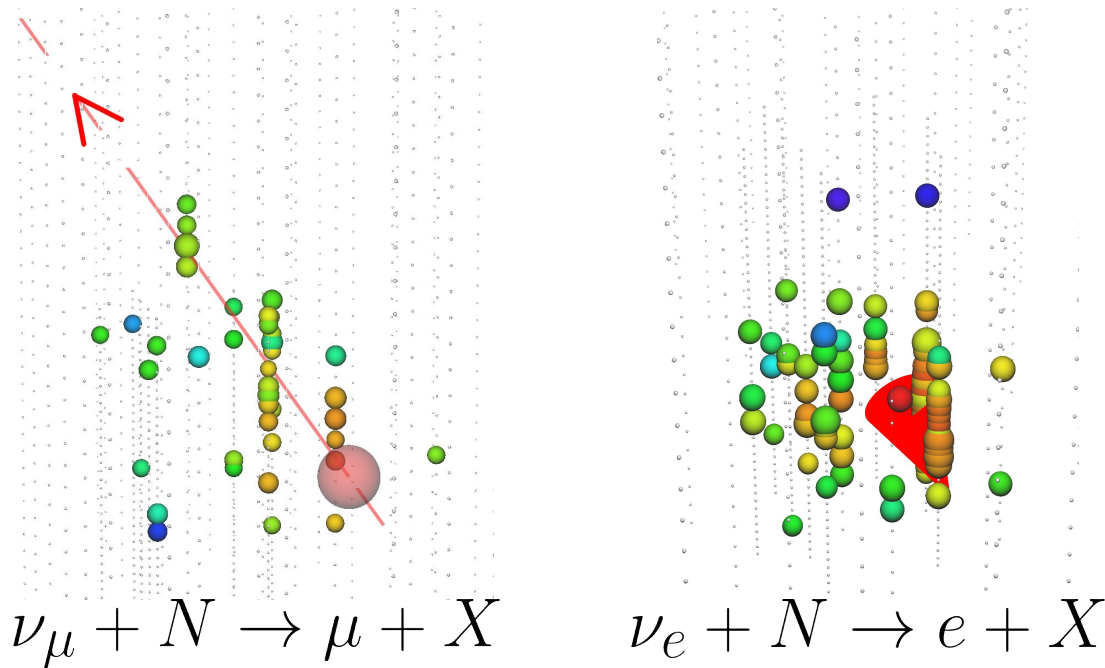 ν_μ + N → μ + X
ν_e + N → e + X